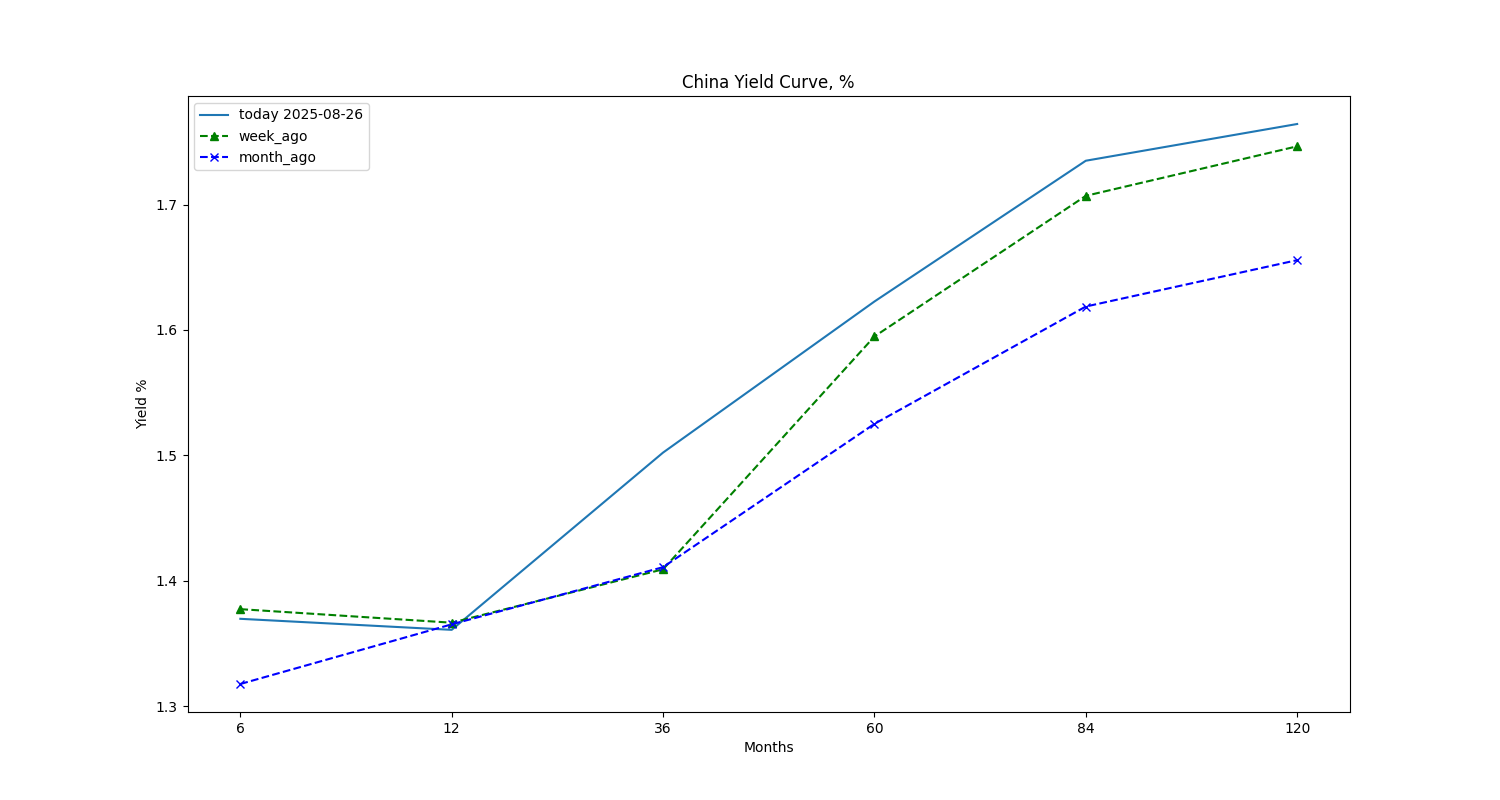 China Yield Curve, %
today 2025-08-26
week_ago
month_ago
1.7
1.6
1.5
1.4
1.3
Yield %
6 12 36 60 84 120
Months